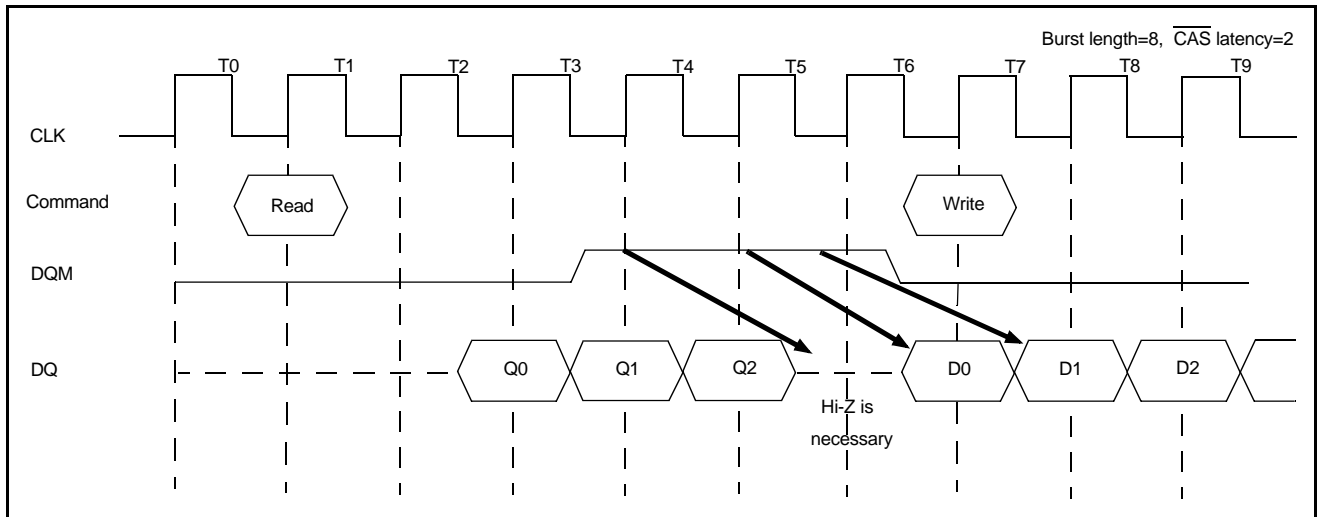 Burst length=8, CAS latency=2
T0 T1 T2 T3 T4 T5 T6 T7 T8 T9
CLK
Command Read Write
DQM
DQ Q0 Q1 Q2 D0 D1 D2
Hi-Z is
necessary